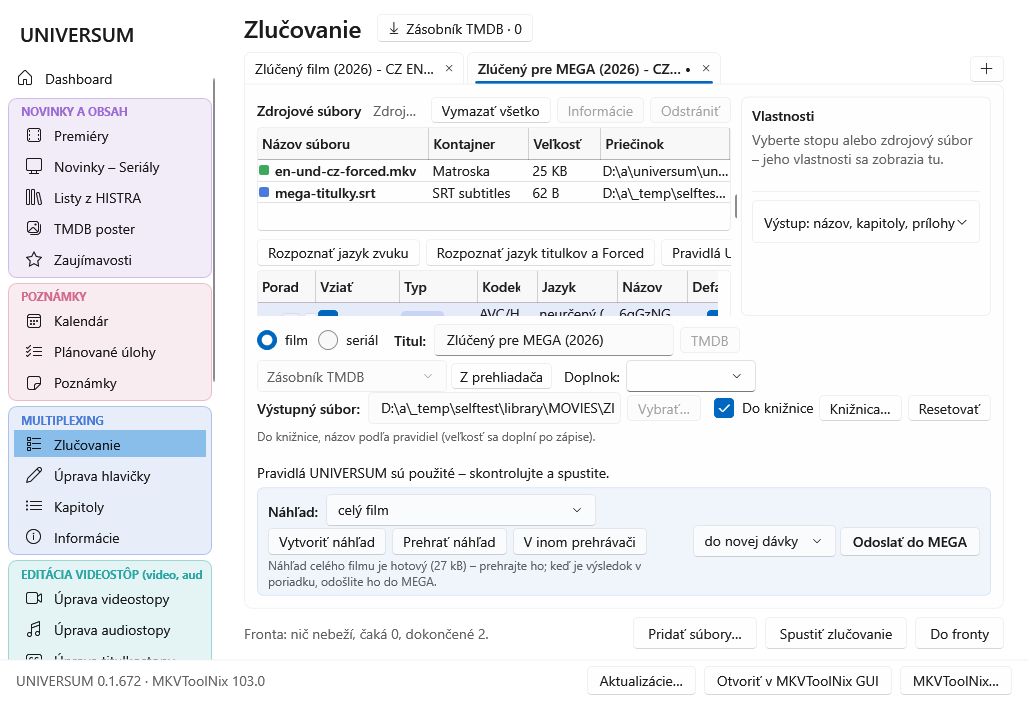 UNIVERSUM
Dashboard
NOVINKY A OBSAH
Premiéry
Novinky – Seriály
Listy z HISTRA
TMDB poster
Zaujímavosti
POZNÁMKY
Kalendár
Plánované úlohy
Poznámky
MULTIPLEXING
Zlučovanie
Úprava hlavičky
Kapitoly
Informácie
EDITÁCIA VIDEOSTÔP (video, aud
Úprava videostopy
Úprava audiostopy
Zlučovanie
Zásobník TMDB · 0
Zlúčený film (2026) - CZ EN... ×
Zlúčený pre MEGA (2026) - CZ... • ×
Zdrojové súbory Zdroj... Vymazať všetko Informácie Odstrániť
Názov súboru Kontajner Veľkosť Priečinok
en-und-cz-forced.mkv Matroska 25 KB D:\a\universum\un...
mega-titulky.srt SRT subtitles 62 B D:\a\_temp\selftes...
Rozpoznať jazyk zvuku Rozpoznať jazyk titulkov a Forced Pravidlá U
Porad Vziať Typ Kodek Jazyk Názov Defa
AVC/H neurčený ( 6gGzNG
Vlastnosti
Vyberte stopu alebo zdrojový súbor
– jeho vlastnosti sa zobrazia tu.
Výstup: názov, kapitoly, prílohy
film seriál Titul: Zlúčený pre MEGA (2026) TMDB
Zásobník TMDB Z prehliadača Doplnok:
Výstupný súbor: D:\a\_temp\selftest\library\MOVIES\Zl Vybrať... Do knižnice Knižnica... Resetovať
Do knižnice, názov podľa pravidiel (veľkosť sa doplní po zápise).
Pravidlá UNIVERSUM sú použité – skontrolujte a spustite.
Náhľad: celý film
Vytvoriť náhľad Prehrať náhľad V inom prehrávači do novej dávky Odoslať do MEGA
Náhľad celého filmu je hotový (27 kB) – prehrajte ho; keď je výsledok v
poriadku, odošlite ho do MEGA.
Fronta: nič nebeží, čaká 0, dokončené 2. Pridať súbory... Spustiť zlučovanie Do fronty
UNIVERSUM 0.1.672 · MKVToolNix 103.0 Aktualizácie... Otvoriť v MKVToolNix GUI MKVToolNix...